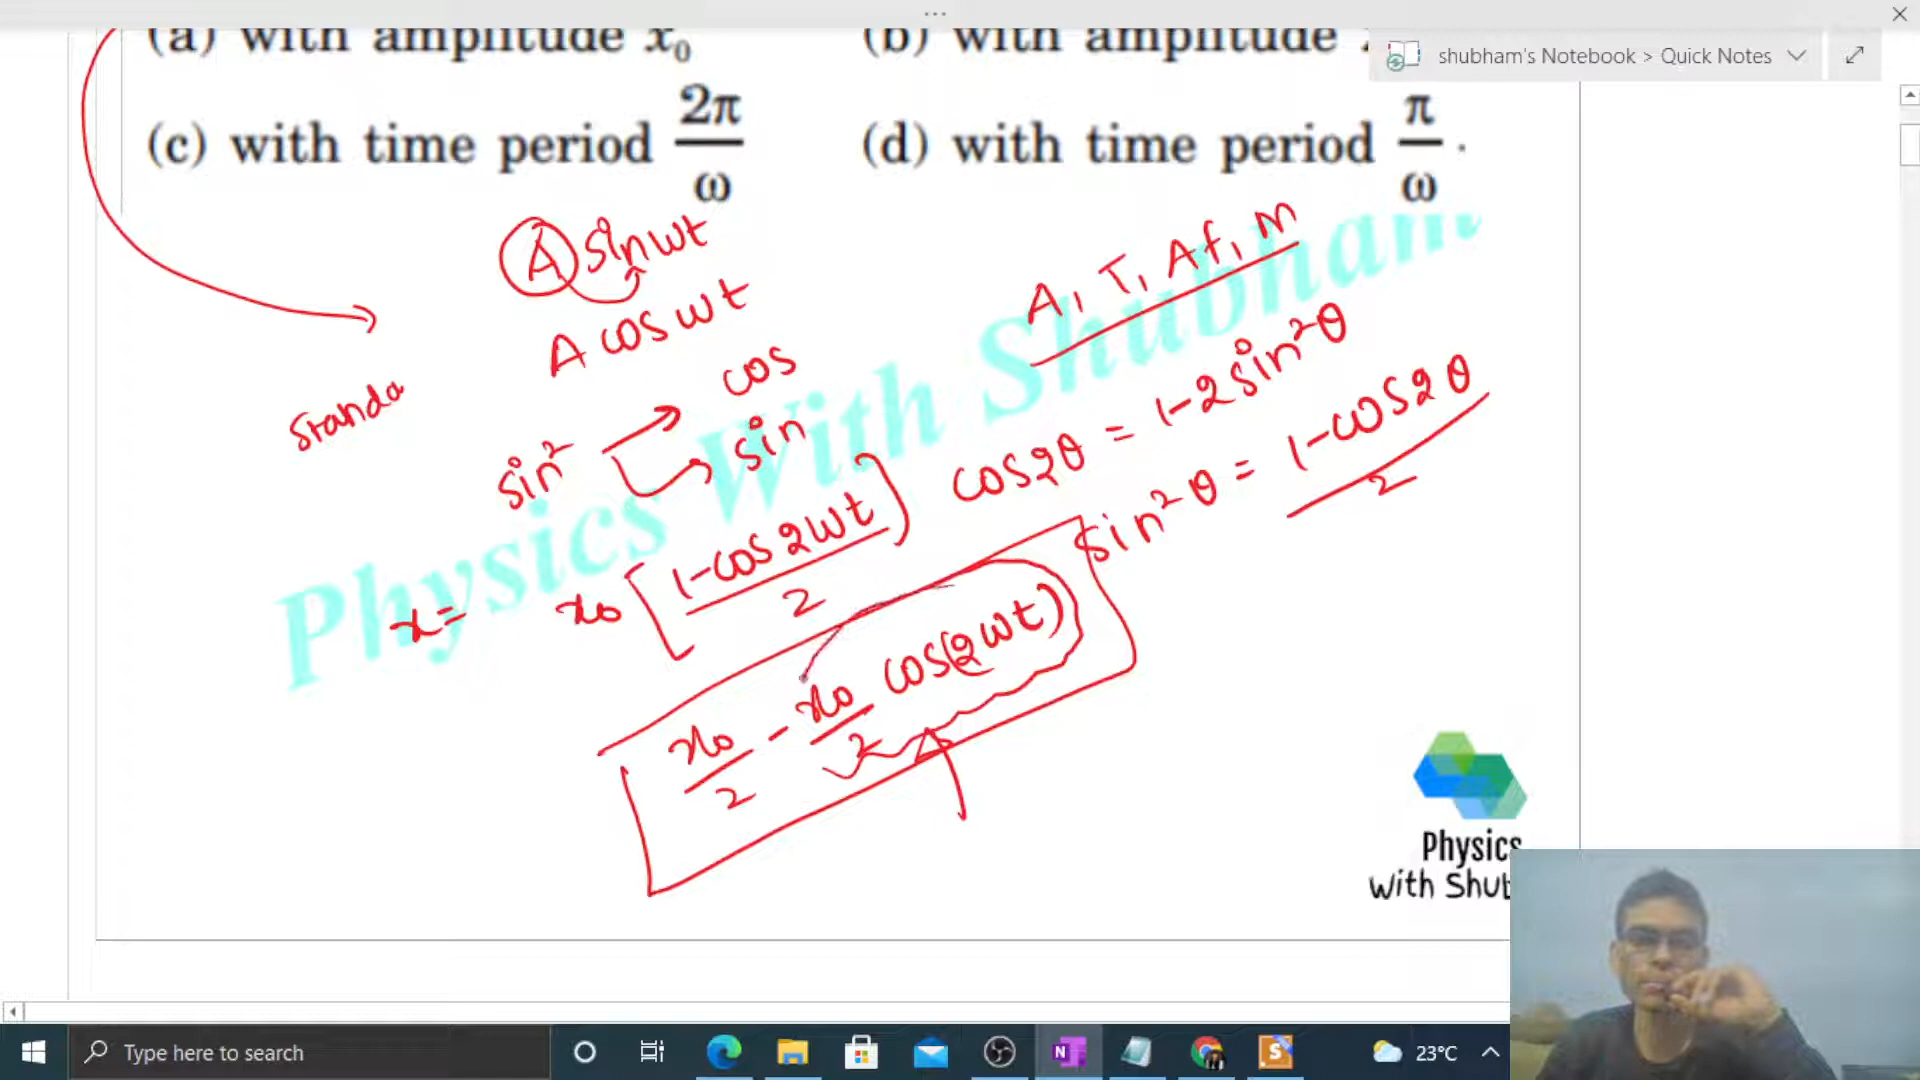 (a) with amplitude x₀ (b) with amplitude
shubham's Notebook > Quick Notes
(c) with time period 2π/ω (d) with time period π/ω .
A sinωt
A cosωt
A, T, Af, m
Standa
sin² → cos
sin
cos2θ = 1-2sin²θ
sin²θ = 1-cos2θ/2
x = x₀ [1-cos2ωt/2]
x₀/2 - x₀/2 cos(2ωt)
Physics With Shubham
Physics
with Shub
Type here to search
23°C